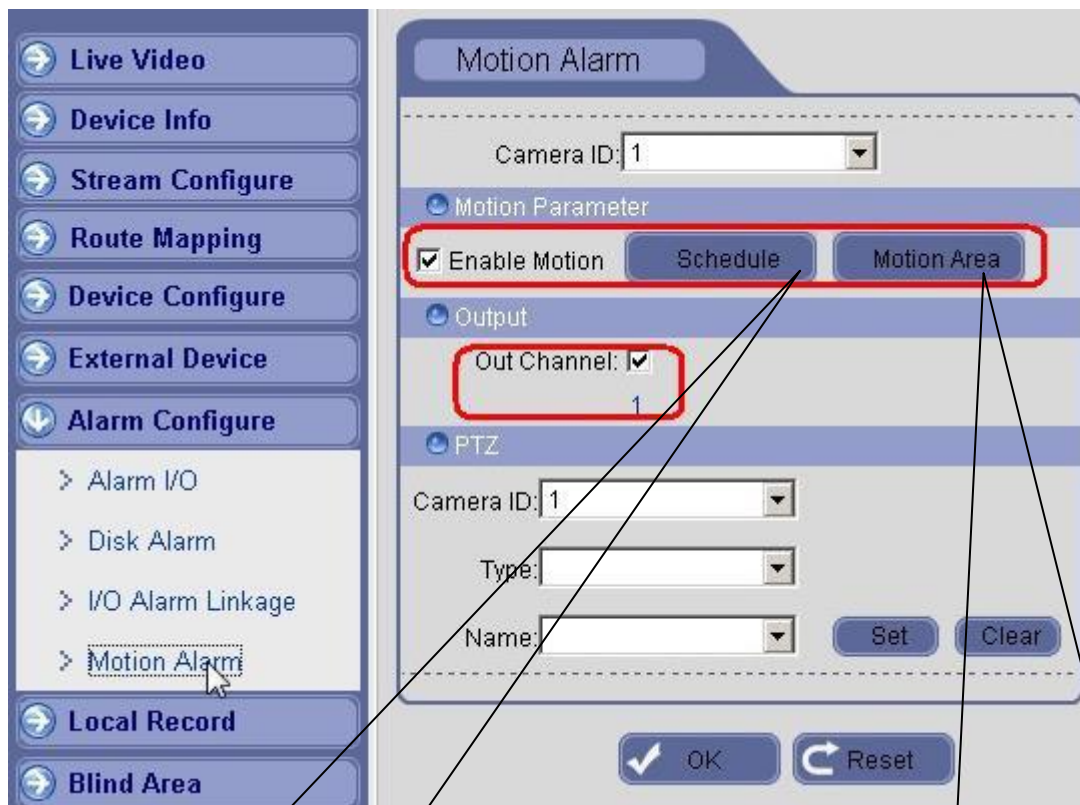 Live Video
Device Info
Stream Configure
Route Mapping
Device Configure
External Device
Alarm Configure
> Alarm I/O
> Disk Alarm
> I/O Alarm Linkage
> Motion Alarm
Local Record
Blind Area
Motion Alarm
Camera ID: 1
Motion Parameter
Enable Motion Schedule Motion Area
Output
Out Channel:
1
PTZ
Camera ID: 1
Type:
Name: Set Clear
OK Reset